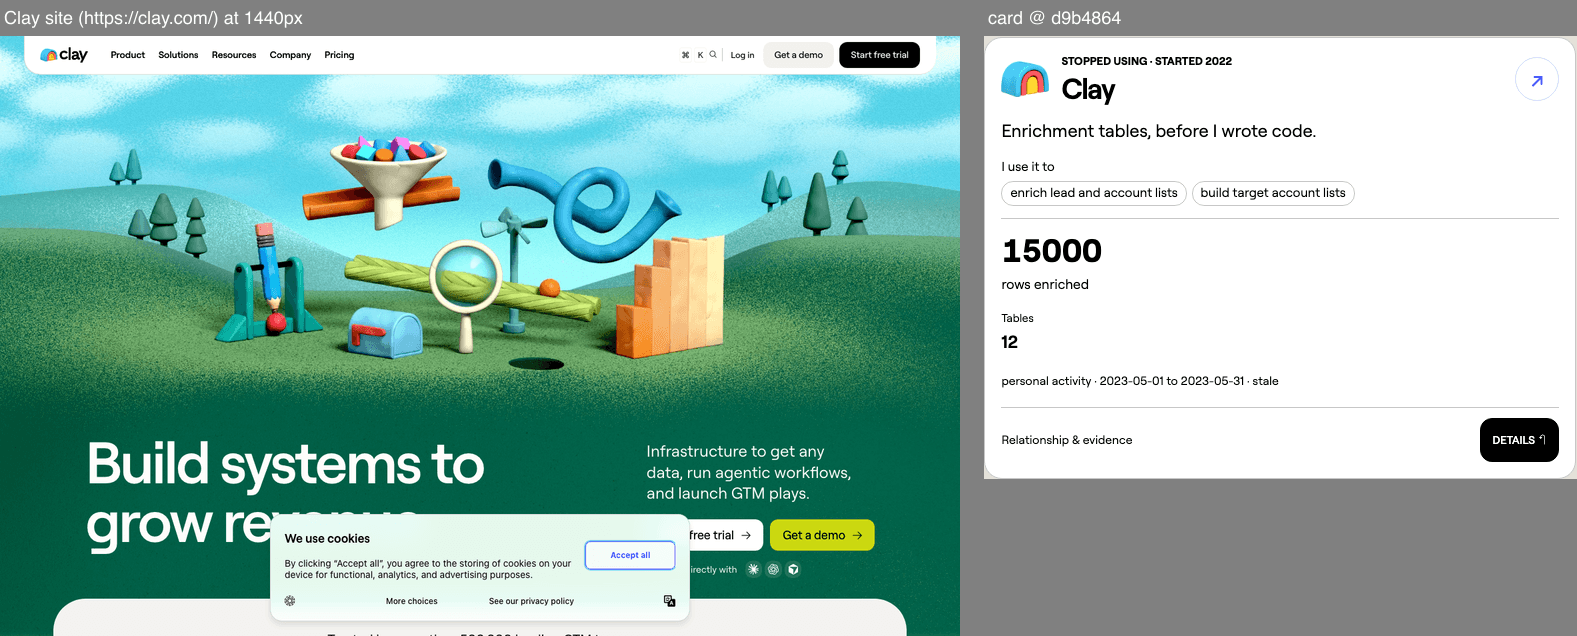 Clay site (https://clay.com/) at 1440px
clay
Product Solutions Resources Company Pricing
⌘ K
Log in
Get a demo
Start free trial
Build systems to
grow
Infrastructure to get any
data, run agentic workflows,
and launch GTM plays.
free trial →
Get a demo →
with
We use cookies
By clicking “Accept all”, you agree to the storing of cookies on your
device for functional, analytics, and advertising purposes.
Accept all
More choices
See our privacy policy
card @ d9b4864
STOPPED USING · STARTED 2022
Clay
Enrichment tables, before I wrote code.
I use it to
enrich lead and account lists
build target account lists
15000
rows enriched
Tables
12
personal activity · 2023-05-01 to 2023-05-31 · stale
Relationship & evidence
DETAILS